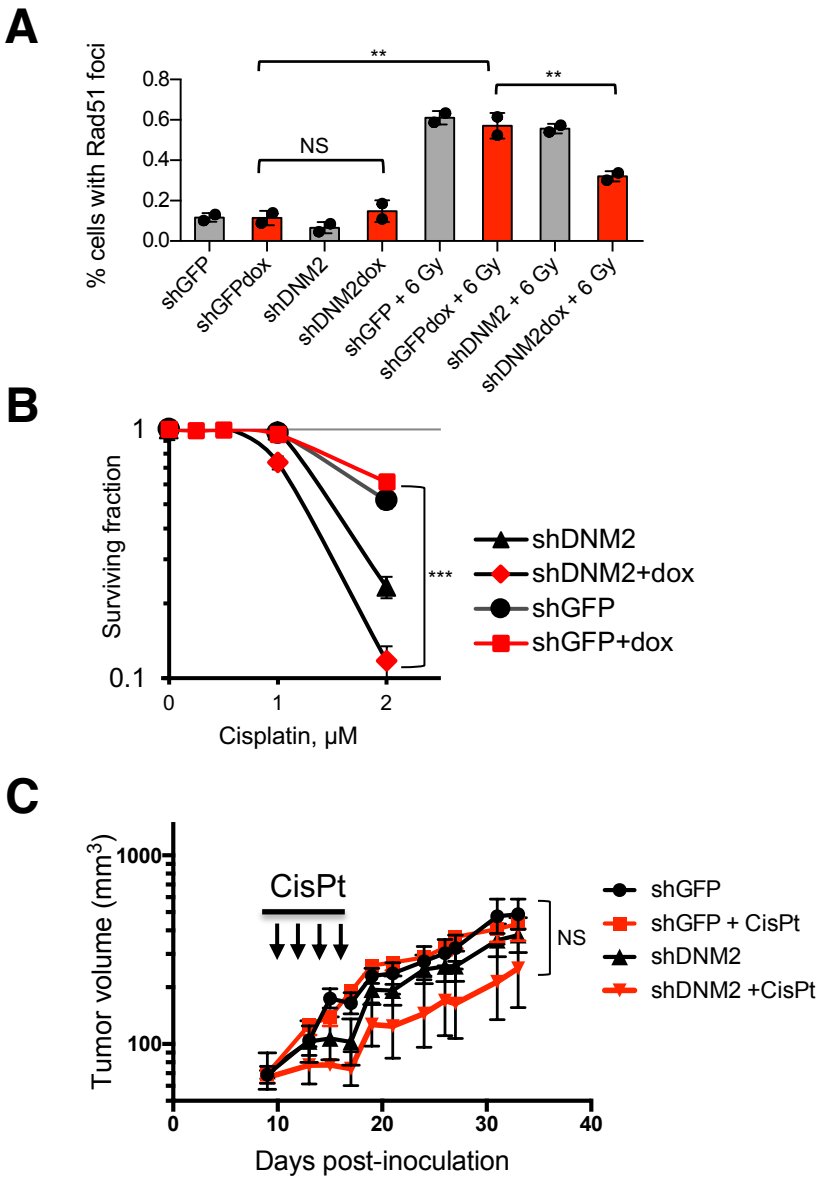 A
% cells with Rad51 foci
0.8
0.6
0.4
0.2
0.0
**
**
NS
shGFP
shGFPdox
shDNM2
shDNM2dox
shGFP + 6 Gy
shGFPdox + 6 Gy
shDNM2 + 6 Gy
shDNM2dox + 6 Gy
B
Surviving fraction
1
0.1
0
1
2
Cisplatin, µM
***
shDNM2
shDNM2+dox
shGFP
shGFP+dox
C
Tumor volume (mm³)
1000
100
CisPt
0
10
20
30
40
Days post-inoculation
NS
shGFP
shGFP + CisPt
shDNM2
shDNM2 +CisPt